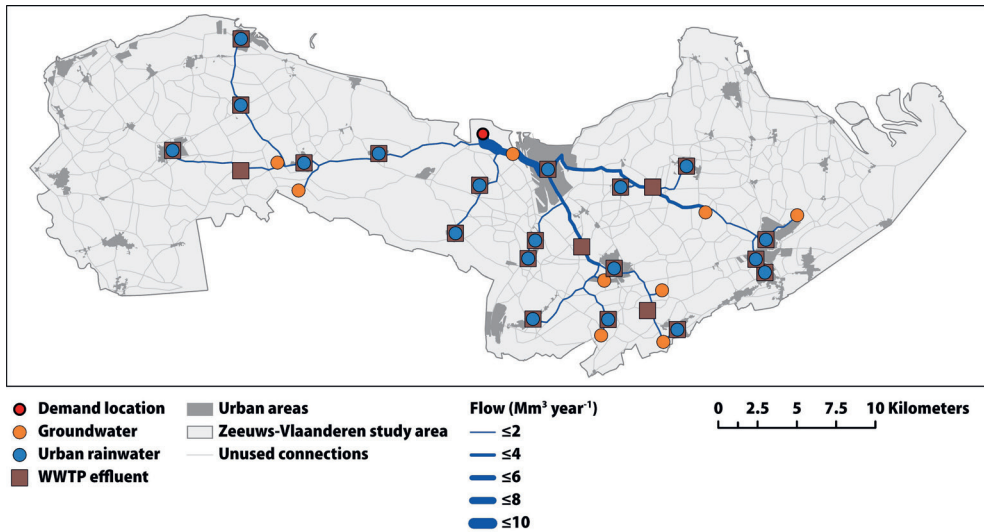 Demand location
Groundwater
Urban rainwater
WWTP effluent
Urban areas
Zeeuws-Vlaanderen study area
Unused connections
Flow (Mm³ year⁻¹)
≤2
≤4
≤6
≤8
≤10
0 2.5 5 7.5 10 Kilometers